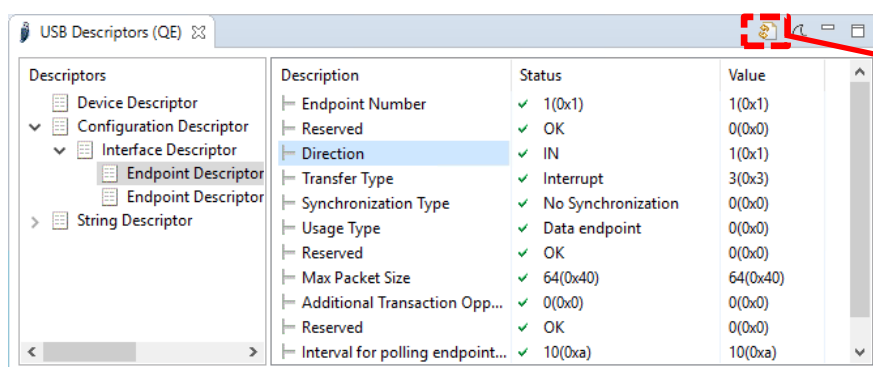 USB Descriptors (QE)
Descriptors
Device Descriptor
Configuration Descriptor
Interface Descriptor
Endpoint Descriptor
Endpoint Descriptor
String Descriptor
Description Status Value
Endpoint Number 1(0x1) 1(0x1)
Reserved OK 0(0x0)
Direction IN 1(0x1)
Transfer Type Interrupt 3(0x3)
Synchronization Type No Synchronization 0(0x0)
Usage Type Data endpoint 0(0x0)
Reserved OK 0(0x0)
Max Packet Size 64(0x40) 64(0x40)
Additional Transaction Opp... 0(0x0) 0(0x0)
Reserved OK 0(0x0)
Interval for polling endpoint... 10(0xa) 10(0xa)